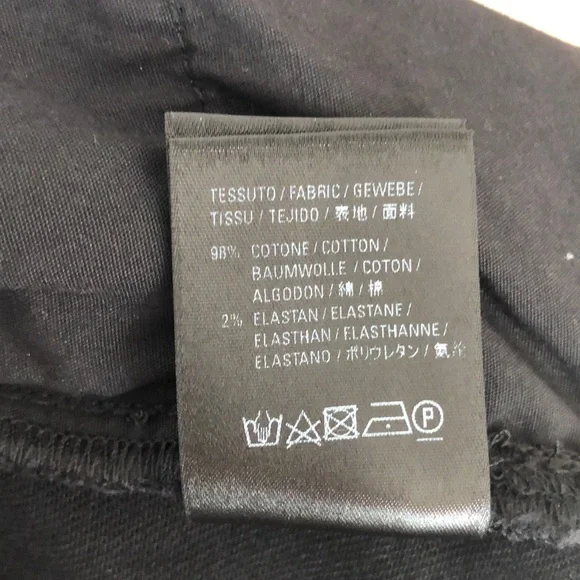 TESSUTO / FABRIC / GEWEBE /
TISSU / TEJIDO / 表地 / 面料
98% COTONE / COTTON /
BAUMWOLLE / COTON /
ALGODON / 綿 / 棉
2% ELASTAN / ELASTANE /
ELASTHAN / ELASTHANNE /
ELASTANO / ポリウレタン / 氨纶
P